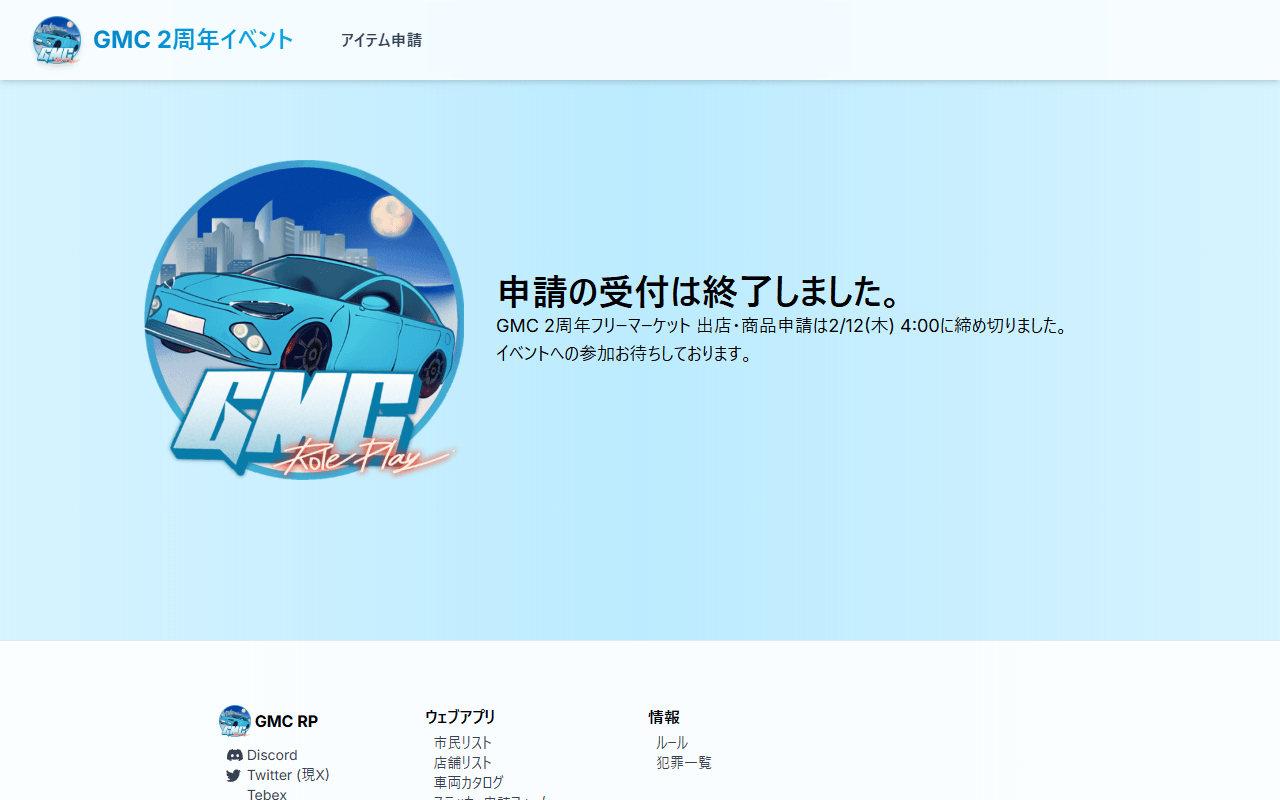 GMC 2周年イベント
アイテム申請
GMC
Role Play
申請の受付は終了しました。
GMC 2周年フリーマーケット 出店・商品申請は2/12(木) 4:00に締め切りました。
イベントへの参加お待ちしております。
GMC RP
Discord
Twitter (現X)
Tebex
ウェブアプリ
市民リスト
店舗リスト
車両カタログ
情報
ルール
犯罪一覧